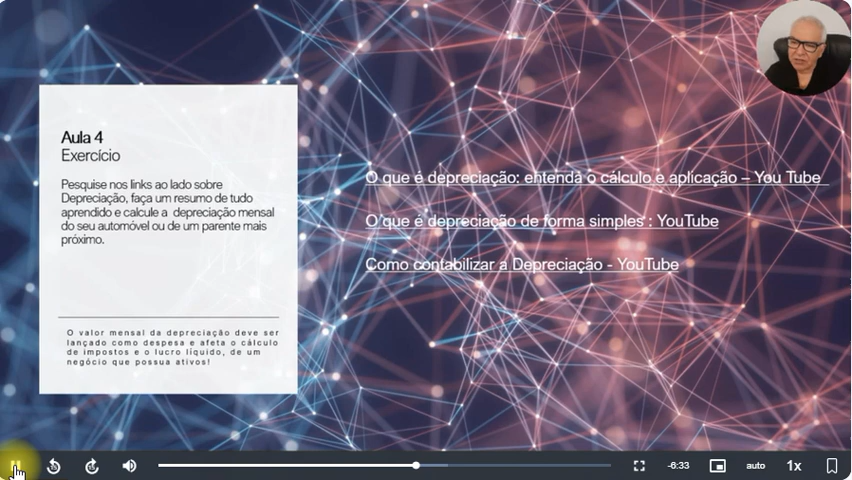 Aula 4
Exercício
Pesquise nos links ao lado sobre
Depreciação, faça um resumo de tudo
aprendido e calcule a depreciação mensal
do seu automóvel ou de um parente mais
próximo.
O valor mensal da depreciação deve ser
lançado como despesa e afeta o cálculo
de impostos e o lucro líquido, de um
negócio que possua ativos!
O que é depreciação: entenda o cálculo e aplicação – You Tube
O que é depreciação de forma simples : YouTube
Como contabilizar a Depreciação - YouTube
-6:33
auto
1x